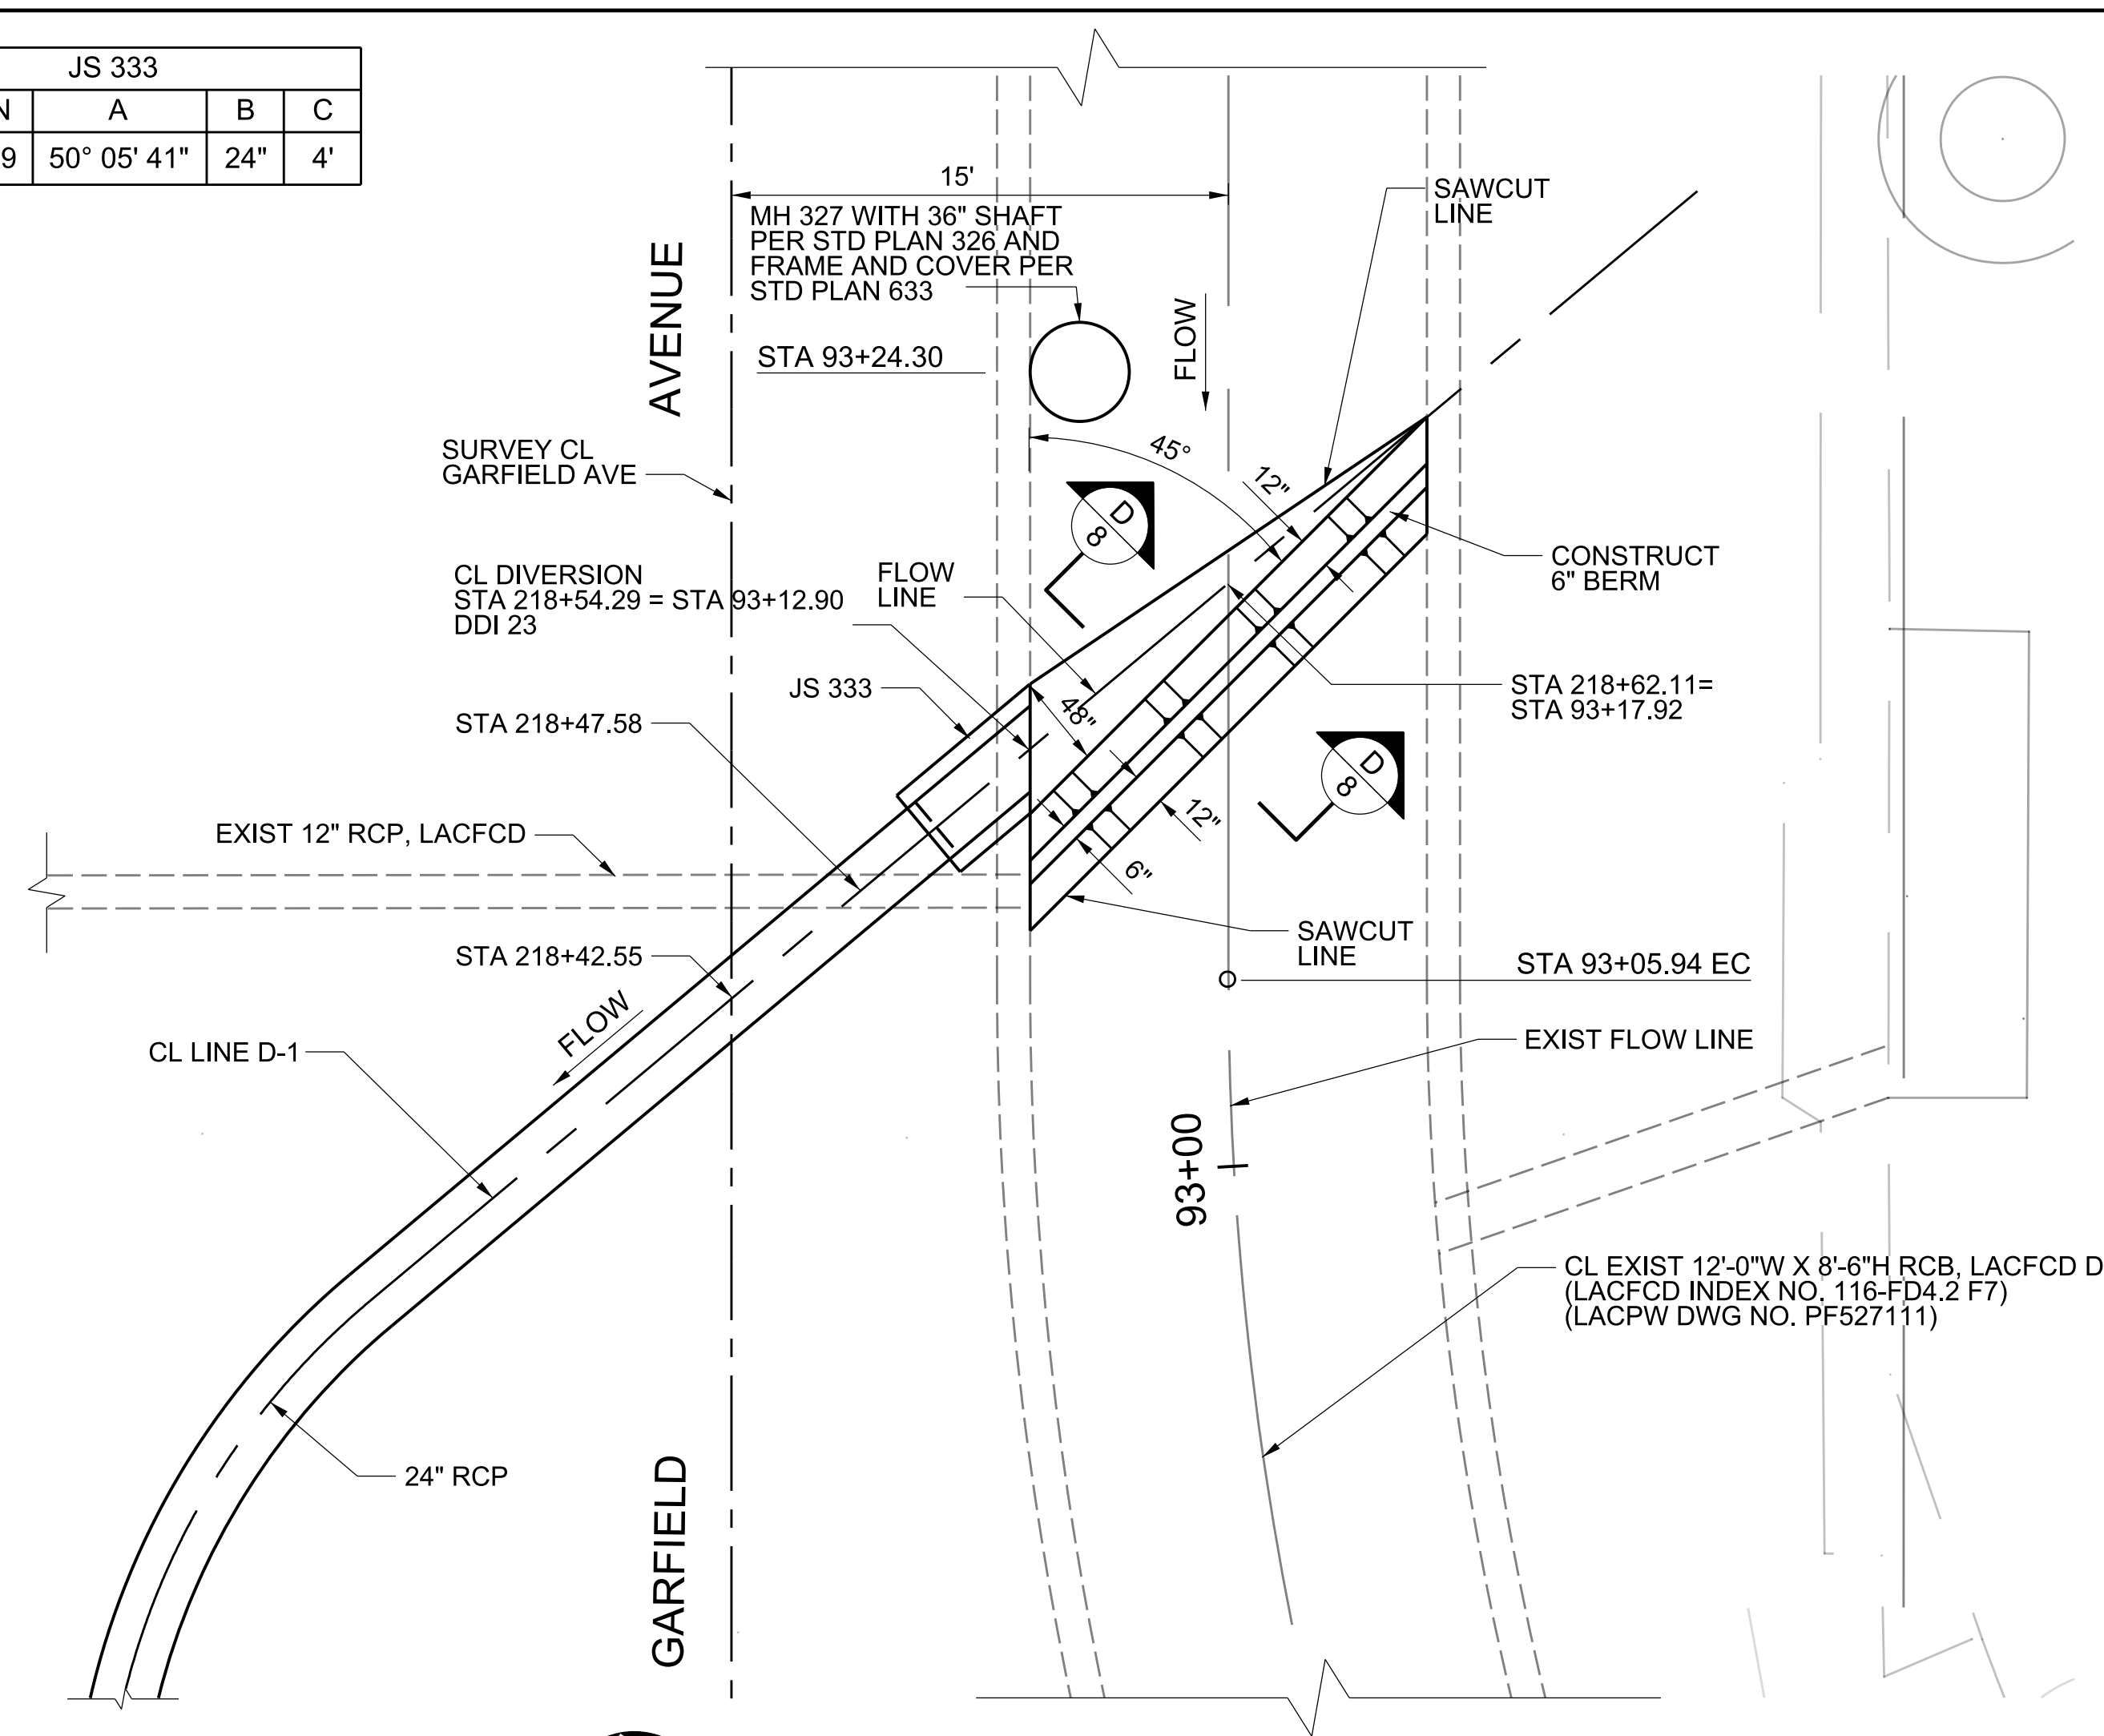 JS 333
N A B C
9 50° 05' 41" 24" 4'
15'
MH 327 WITH 36" SHAFT
PER STD PLAN 326 AND
FRAME AND COVER PER
STD PLAN 633
SAWCUT
LINE
AVENUE
FLOW
STA 93+24.30
SURVEY CL
GARFIELD AVE
45°
12"
D
8
CONSTRUCT
6" BERM
CL DIVERSION
STA 218+54.29 = STA 93+12.90
DDI 23
FLOW
LINE
JS 333
48"
STA 218+62.11=
STA 93+17.92
STA 218+47.58
D
8
12"
EXIST 12" RCP, LACFCD
6"
SAWCUT
LINE
STA 218+42.55
STA 93+05.94 EC
FLOW
EXIST FLOW LINE
CL LINE D-1
93+00
CL EXIST 12'-0"W X 8'-6"H RCB, LACFCD D
(LACFCD INDEX NO. 116-FD4.2 F7)
(LACPW DWG NO. PF527111)
24" RCP
GARFIELD